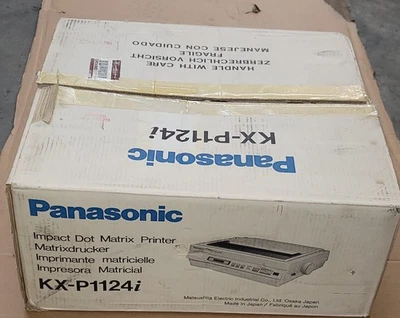 HANDLE WITH CARE
FRAGILE
ZERBRECHLICH VORSICHT
MANEJESE CON CUIDADO
Panasonic
KX-P1124i
Panasonic
Impact Dot Matrix Printer
Matrixdrucker
Imprimante matricielle
Impresora Matricial
KX-P1124i
Matsushita Electric Industrial Co., Ltd. Osaka Japan
Made in Japan / Fabriqué au Japon